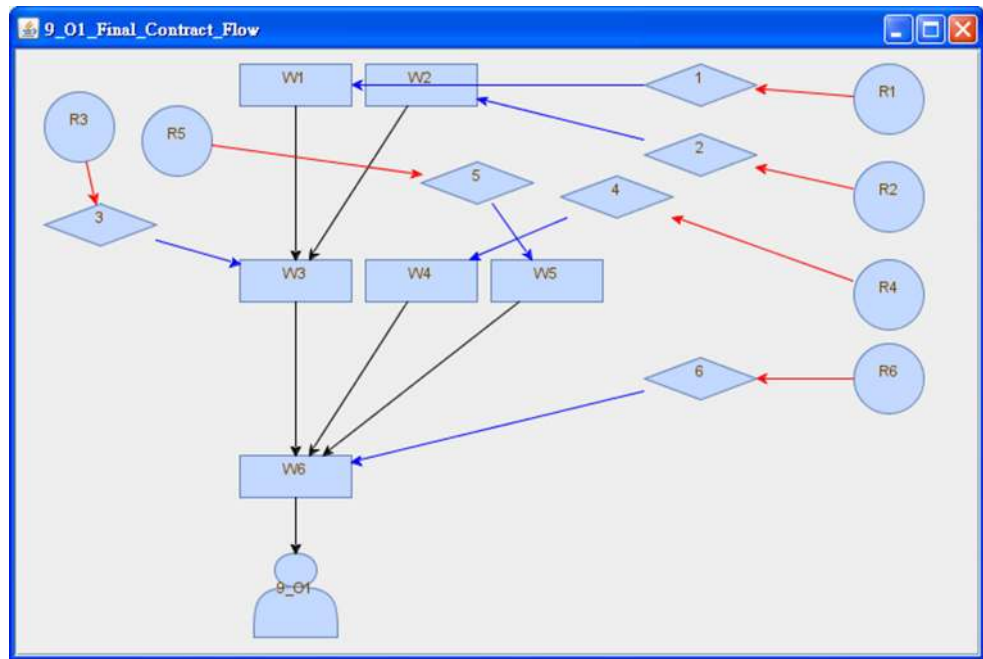 9_O1_Final_Contract_Flow
W1
W2
1
R1
R3
R5
2
5
4
R2
3
W3
W4
W5
R4
6
R6
W6
9_O1